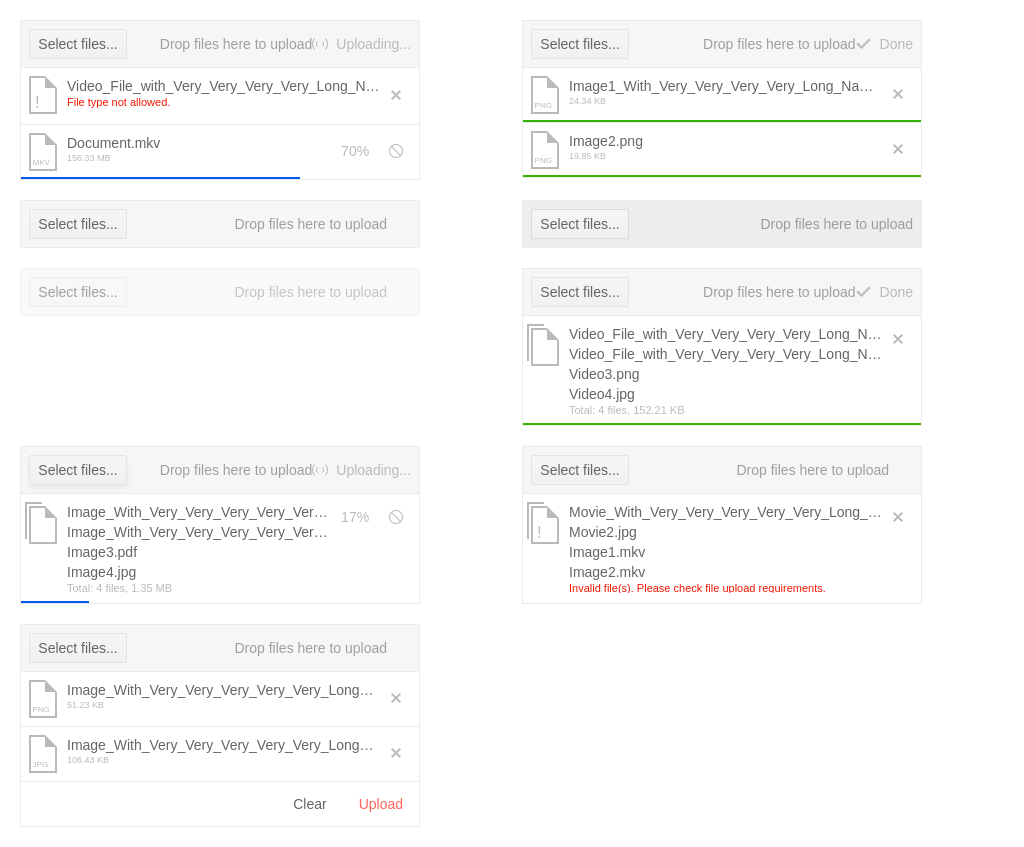 Select files... Drop files here to upload Uploading...
Video_File_with_Very_Very_Very_Very_Long_N...
File type not allowed.
!
Document.mkv
156.33 MB
MKV
70%
Select files... Drop files here to upload Done
Image1_With_Very_Very_Very_Very_Long_Na...
24.34 KB
PNG
Image2.png
19.85 KB
PNG
Select files... Drop files here to upload
Select files... Drop files here to upload
Select files... Drop files here to upload
Select files... Drop files here to upload Done
Video_File_with_Very_Very_Very_Very_Long_N...
Video_File_with_Very_Very_Very_Very_Long_N...
Video3.png
Video4.jpg
Total: 4 files, 152.21 KB
Select files... Drop files here to upload Uploading...
Image_With_Very_Very_Very_Very_Ver... 17%
Image_With_Very_Very_Very_Very_Ver...
Image3.pdf
Image4.jpg
Total: 4 files, 1.35 MB
Select files... Drop files here to upload
Movie_With_Very_Very_Very_Very_Very_Long_...
!
Movie2.jpg
Image1.mkv
Image2.mkv
Invalid file(s). Please check file upload requirements.
Select files... Drop files here to upload
Image_With_Very_Very_Very_Very_Very_Long...
51.23 KB
PNG
Image_With_Very_Very_Very_Very_Very_Long...
106.43 KB
JPG
Clear Upload